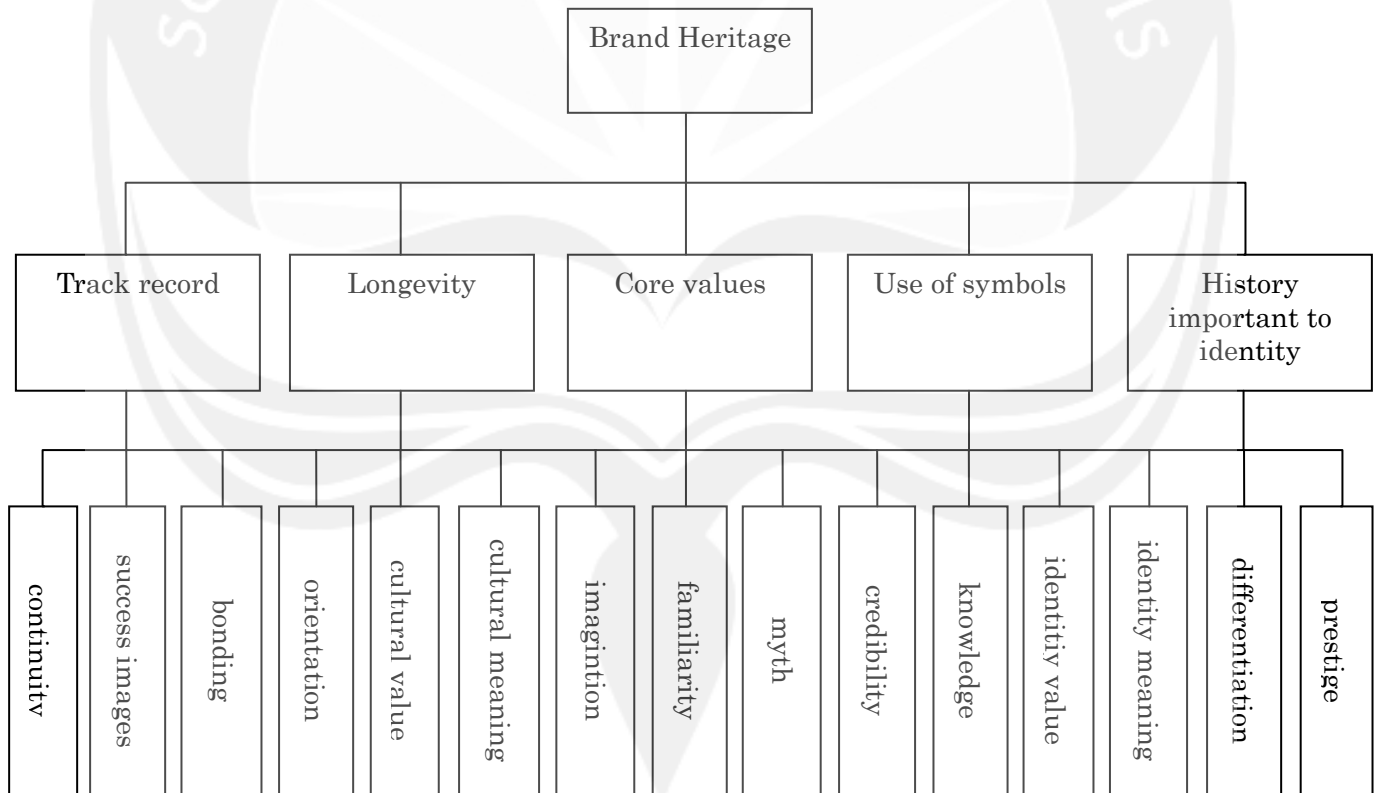 Brand Heritage
Track record
Longevity
Core values
Use of symbols
History
important to
identity
continuity
success images
bonding
orientation
cultural value
cultural meaning
imagintion
familiarity
myth
credibility
knowledge
identitiy value
identity meaning
differentiation
prestige